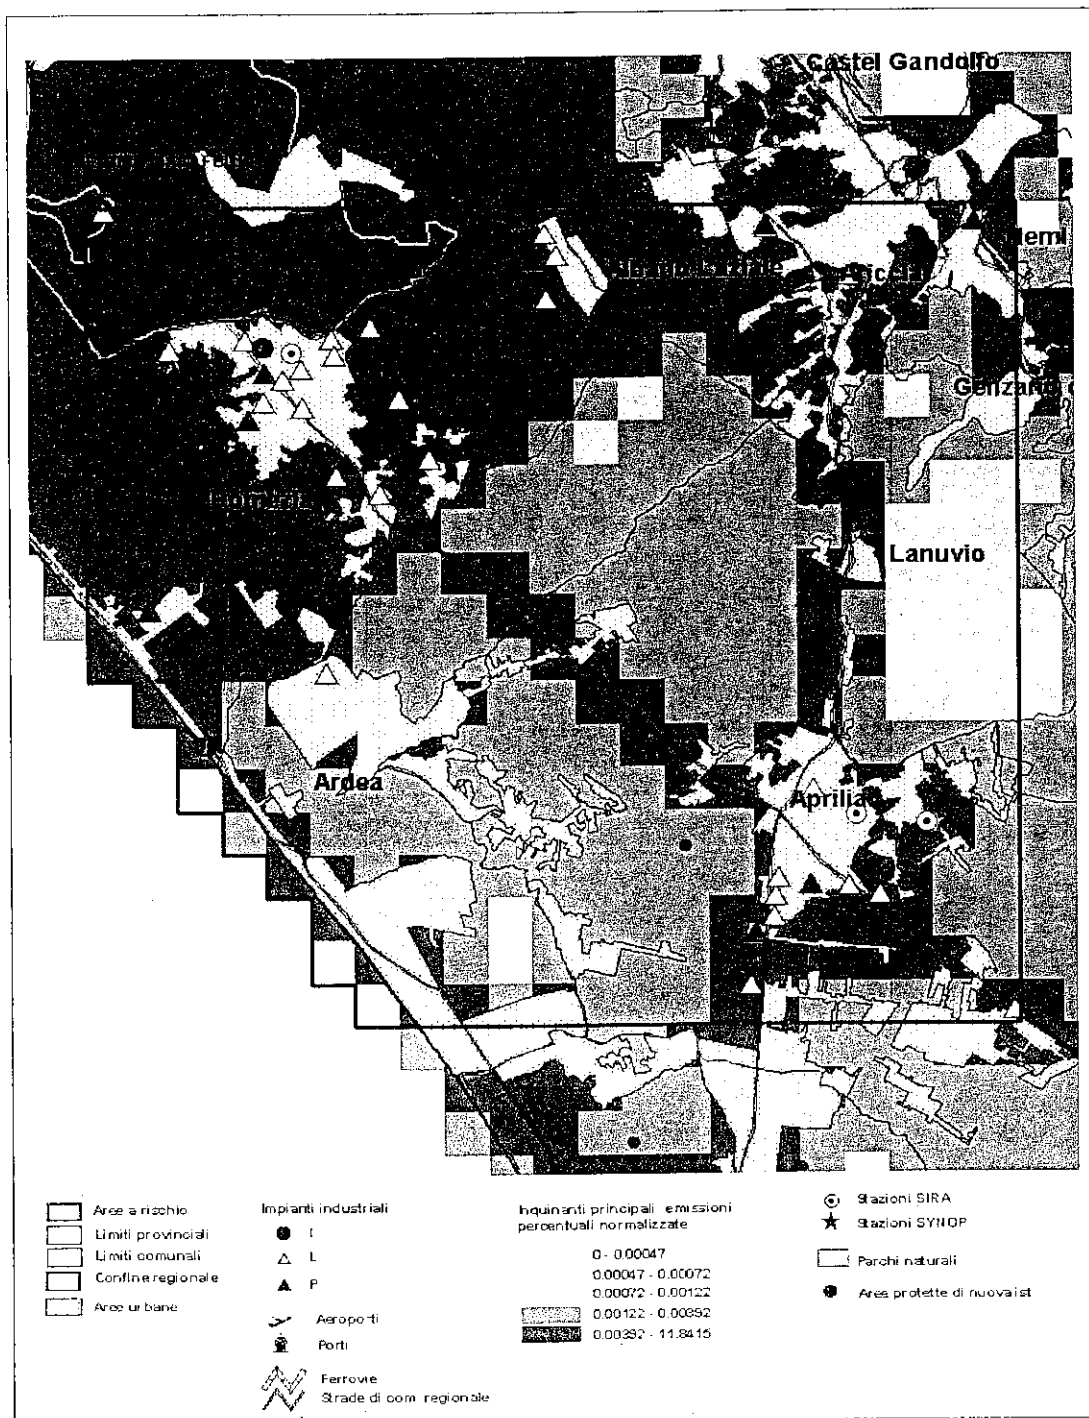 Castel Gandolfo
Nemi
Ariccia
Genzano
Pomezia
Lanuvio
Ardea
Aprilia
Aree a rischio
Limiti provinciali
Limiti comunali
Confine regionale
Aree urbane
Impianti industriali
I
L
P
Aeroporti
Porti
Ferrovie
Strade di com regionale
Inquinanti principali emissioni
percentuali normalizzate
0 - 0.00047
0.00047 - 0.00072
0.00072 - 0.00122
0.00122 - 0.00392
0.00392 - 11.8415
Stazioni SIRA
Stazioni SYNOP
Parchi naturali
Aree protette di nuova ist